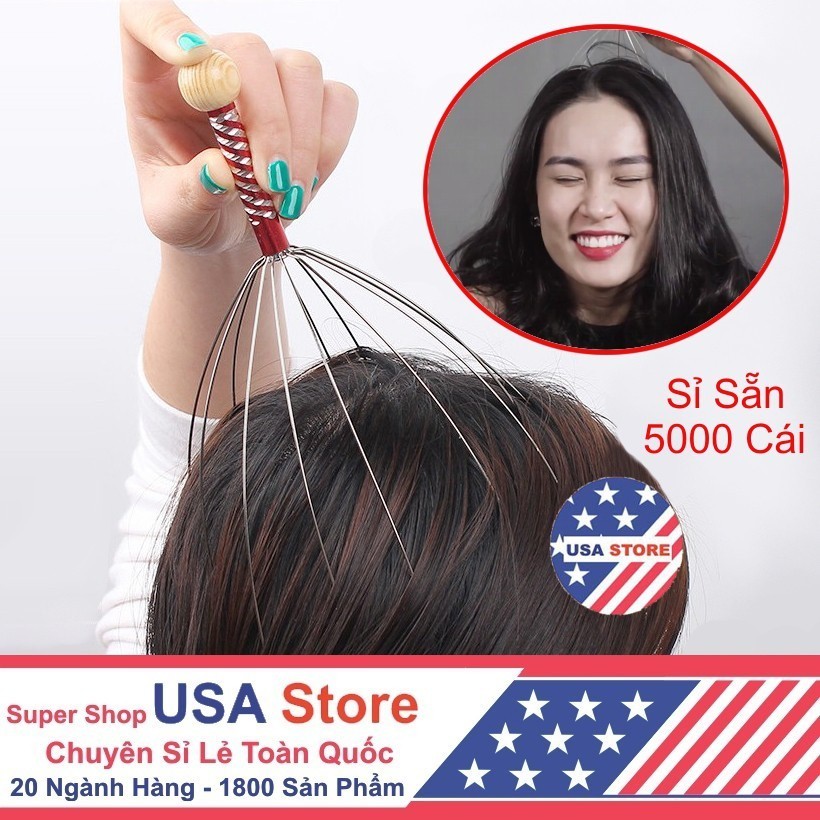 Sỉ Sẵn
5000 Cái
USA STORE
Super Shop USA Store
Chuyên Sỉ Lẻ Toàn Quốc
20 Ngành Hàng - 1800 Sản Phẩm